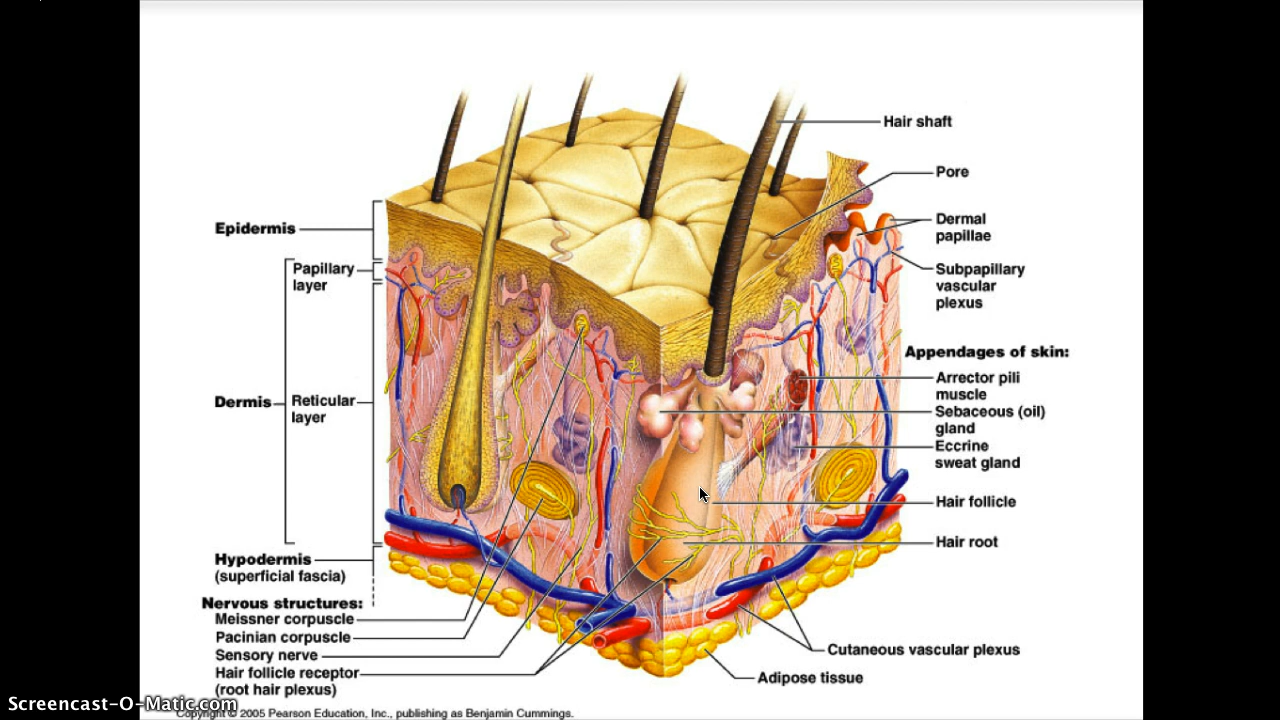 Hair shaft
Pore
Dermal
papillae
Subpapillary
vascular
plexus
Appendages of skin:
Arrector pili
muscle
Sebaceous (oil)
gland
Eccrine
sweat gland
Hair follicle
Hair root
Cutaneous vascular plexus
Adipose tissue
Epidermis
Papillary
layer
Dermis
Reticular
layer
Hypodermis
(superficial fascia)
Nervous structures:
Meissner corpuscle
Pacinian corpuscle
Sensory nerve
Hair follicle receptor
(root hair plexus)
Screencast-O-Matic.com
Copyright © 2005 Pearson Education, Inc., publishing as Benjamin Cummings.